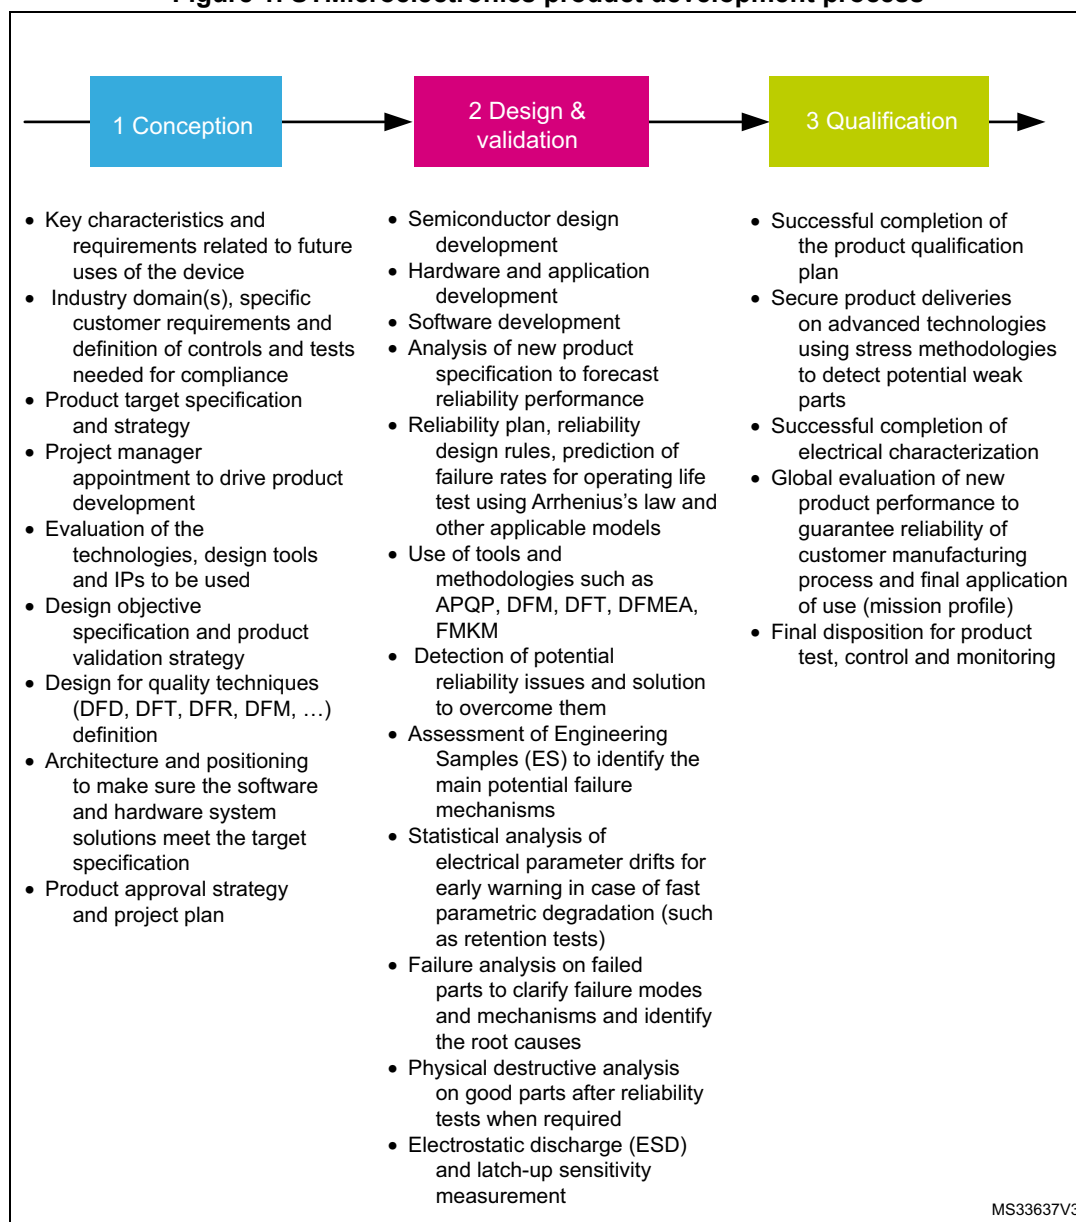 Figure 1. STMicroelectronics product development process
1 Conception
2 Design &
validation
3 Qualification
• Key characteristics and
requirements related to future
uses of the device
• Industry domain(s), specific
customer requirements and
definition of controls and tests
needed for compliance
• Product target specification
and strategy
• Project manager
appointment to drive product
development
• Evaluation of the
technologies, design tools
and IPs to be used
• Design objective
specification and product
validation strategy
• Design for quality techniques
(DFD, DFT, DFR, DFM, …)
definition
• Architecture and positioning
to make sure the software
and hardware system
solutions meet the target
specification
• Product approval strategy
and project plan
• Semiconductor design
development
• Hardware and application
development
• Software development
• Analysis of new product
specification to forecast
reliability performance
• Reliability plan, reliability
design rules, prediction of
failure rates for operating life
test using Arrhenius’s law and
other applicable models
• Use of tools and
methodologies such as
APQP, DFM, DFT, DFMEA,
FMKM
• Detection of potential
reliability issues and solution
to overcome them
• Assessment of Engineering
Samples (ES) to identify the
main potential failure
mechanisms
• Statistical analysis of
electrical parameter drifts for
early warning in case of fast
parametric degradation (such
as retention tests)
• Failure analysis on failed
parts to clarify failure modes
and mechanisms and identify
the root causes
• Physical destructive analysis
on good parts after reliability
tests when required
• Electrostatic discharge (ESD)
and latch-up sensitivity
measurement
• Successful completion of
the product qualification
plan
• Secure product deliveries
on advanced technologies
using stress methodologies
to detect potential weak
parts
• Successful completion of
electrical characterization
• Global evaluation of new
product performance to
guarantee reliability of
customer manufacturing
process and final application
of use (mission profile)
• Final disposition for product
test, control and monitoring
MS33637V3